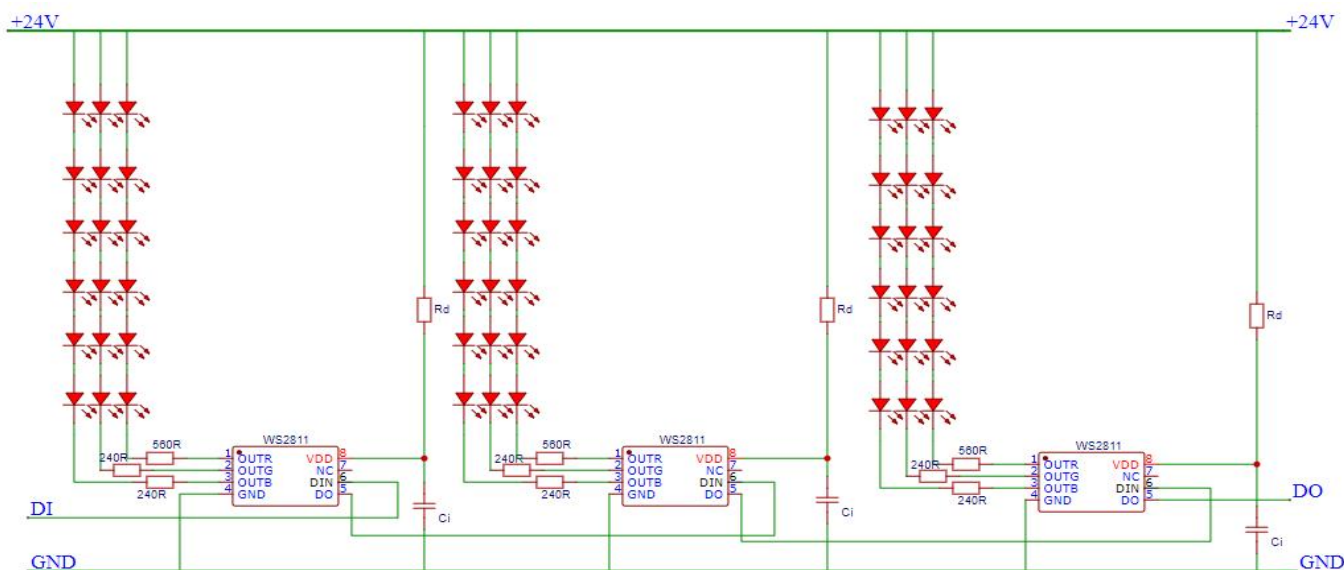 +24V +24V
Rd Rd Rd
WS2811 WS2811 WS2811
560R 560R 560R
240R 240R 240R
240R 240R 240R
1 OUTR VDD 8
2 OUTG NC 7
3 OUTB DIN 6
4 GND DO 5
1 OUTR VDD 8
2 OUTG NC 7
3 OUTB DIN 6
4 GND DO 5
1 OUTR VDD 8
2 OUTG NC 7
3 OUTB DIN 6
4 GND DO 5
Ci Ci Ci
DI DO
GND GND